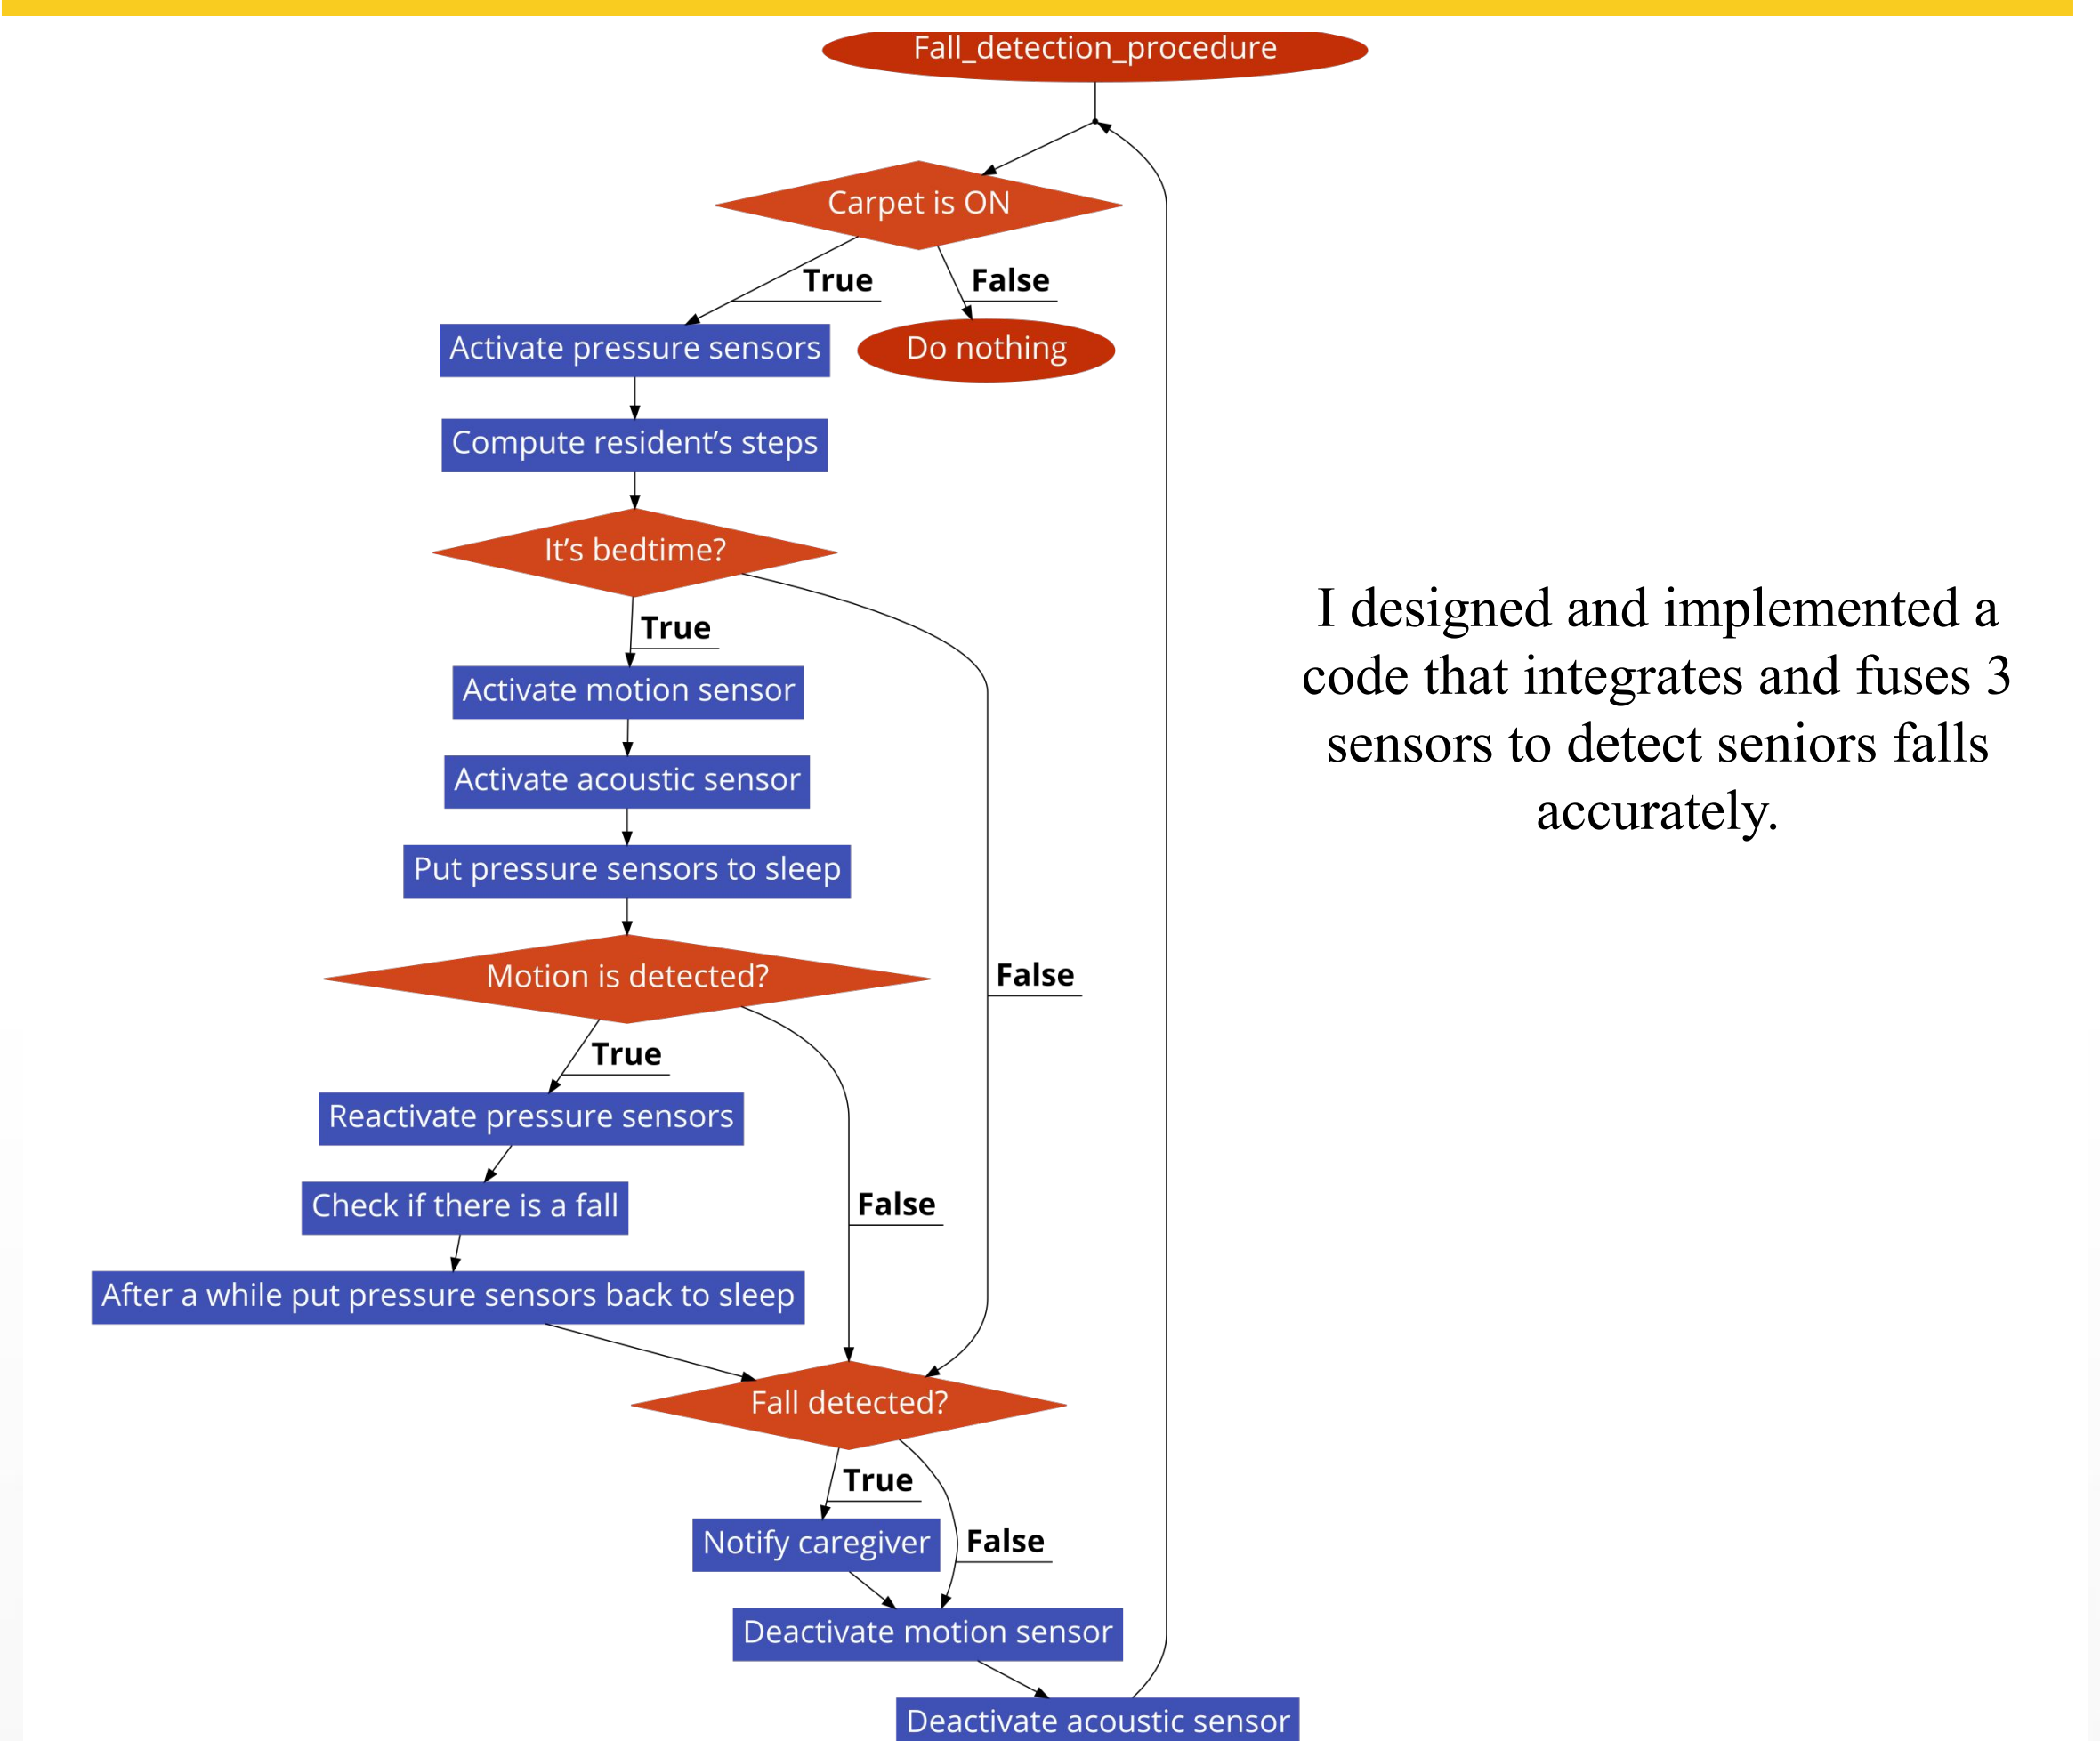 Fall_detection_procedure
Carpet is ON
True
False
Activate pressure sensors
Do nothing
Compute resident’s steps
It’s bedtime?
True
Activate motion sensor
Activate acoustic sensor
Put pressure sensors to sleep
Motion is detected?
False
True
Reactivate pressure sensors
Check if there is a fall
False
After a while put pressure sensors back to sleep
Fall detected?
True
Notify caregiver
False
Deactivate motion sensor
Deactivate acoustic sensor
I designed and implemented a
code that integrates and fuses 3
sensors to detect seniors falls
accurately.